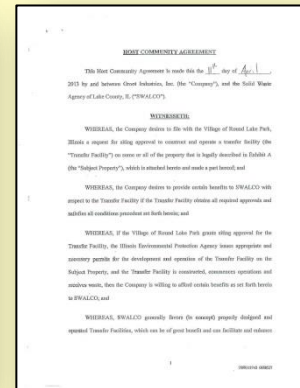 HOST COMMUNITY AGREEMENT
This Host Community Agreement is made this the day of April,
2013 by and between Groot Industries, Inc. (the "Company"), and the Solid Waste
Agency of Lake County, IL ("SWALCO").
WITNESSETH:
WHEREAS, the Company desires to file with the Village of Round Lake Park,
Illinois a request for siting approval to construct and operate a transfer facility (the
"Transfer Facility") on some or all of the property that is legally described in Exhibit A
(the "Subject Property"), which is attached hereto and made a part hereof; and
WHEREAS, the Company desires to provide certain benefits to SWALCO with
respect to the Transfer Facility if the Transfer Facility obtains all required approvals and
satisfies all conditions precedent set forth herein; and
WHEREAS, if the Village of Round Lake Park grants siting approval for the
Transfer Facility, the Illinois Environmental Protection Agency issues appropriate and
necessary permits for the development and operation of the Transfer Facility on the
Subject Property, and the Transfer Facility is constructed, commences operations and
receives waste, then the Company is willing to afford certain benefits as set forth herein
to SWALCO; and
WHEREAS, SWALCO generally favors (in concept) properly designed and
operated Transfer Facilities, which can be of great benefit and can facilitate and enhance
1